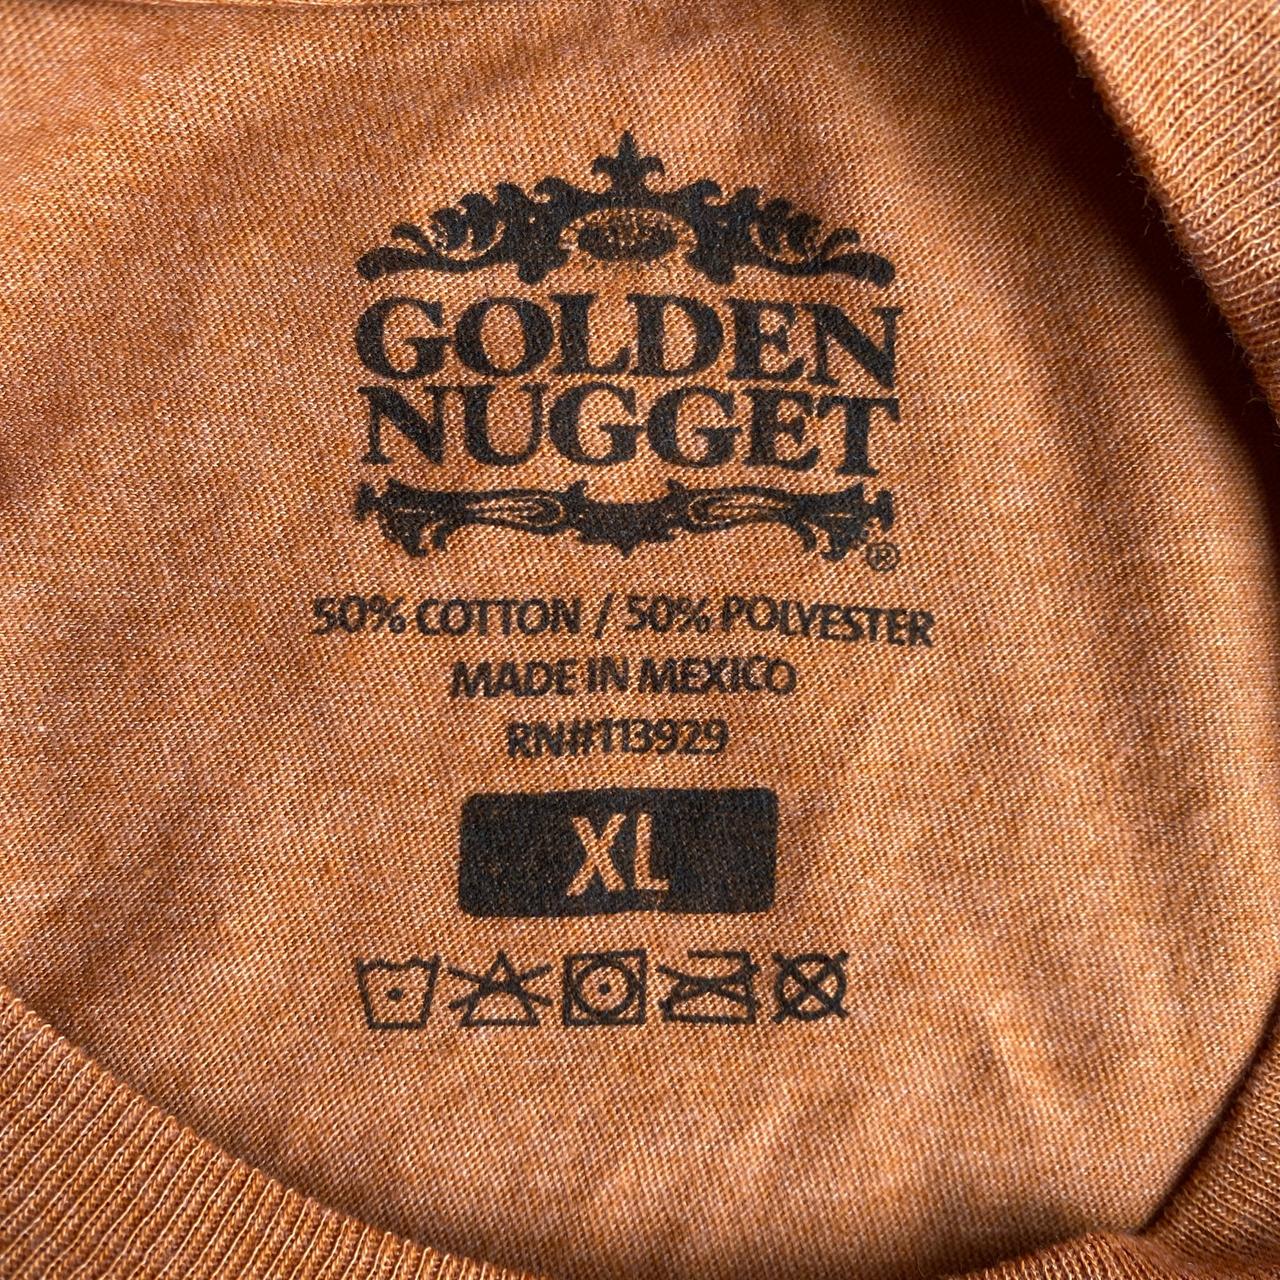 GOLDEN
NUGGET
®
50% COTTON / 50% POLYESTER
MADE IN MEXICO
RN#113929
XL